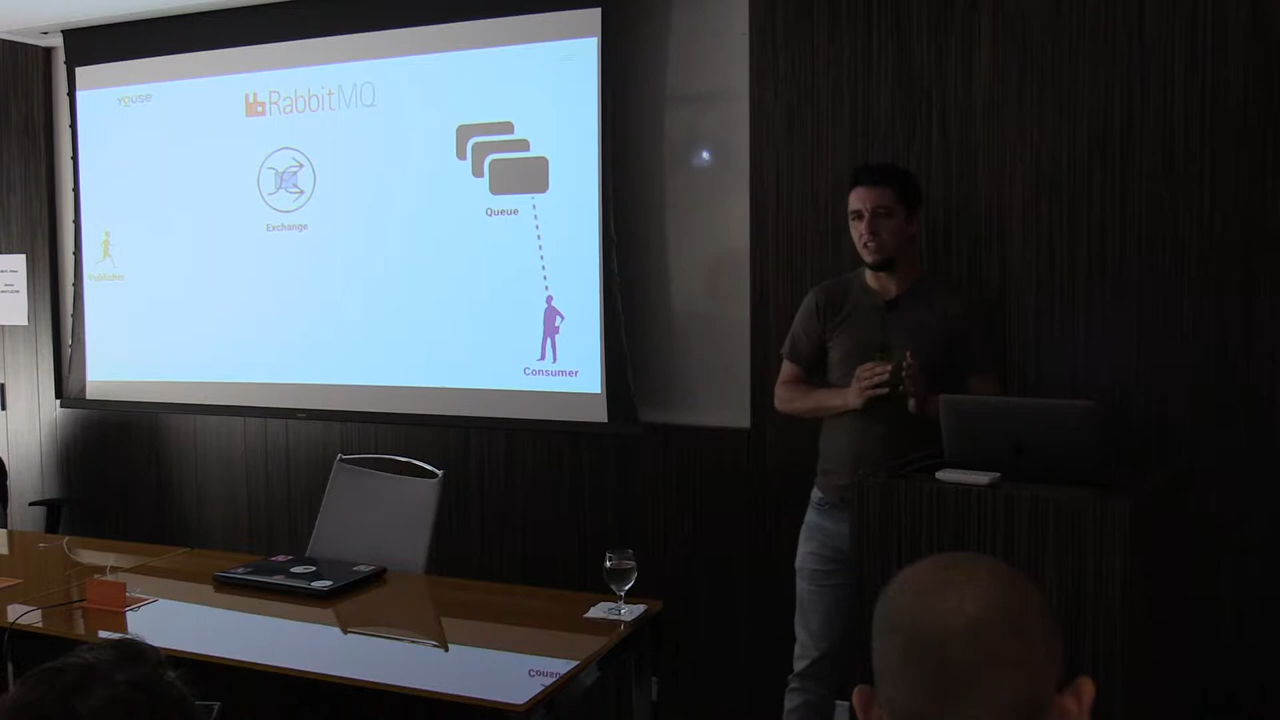 youse
RabbitMQ
Exchange
Queue
Publisher
Consumer